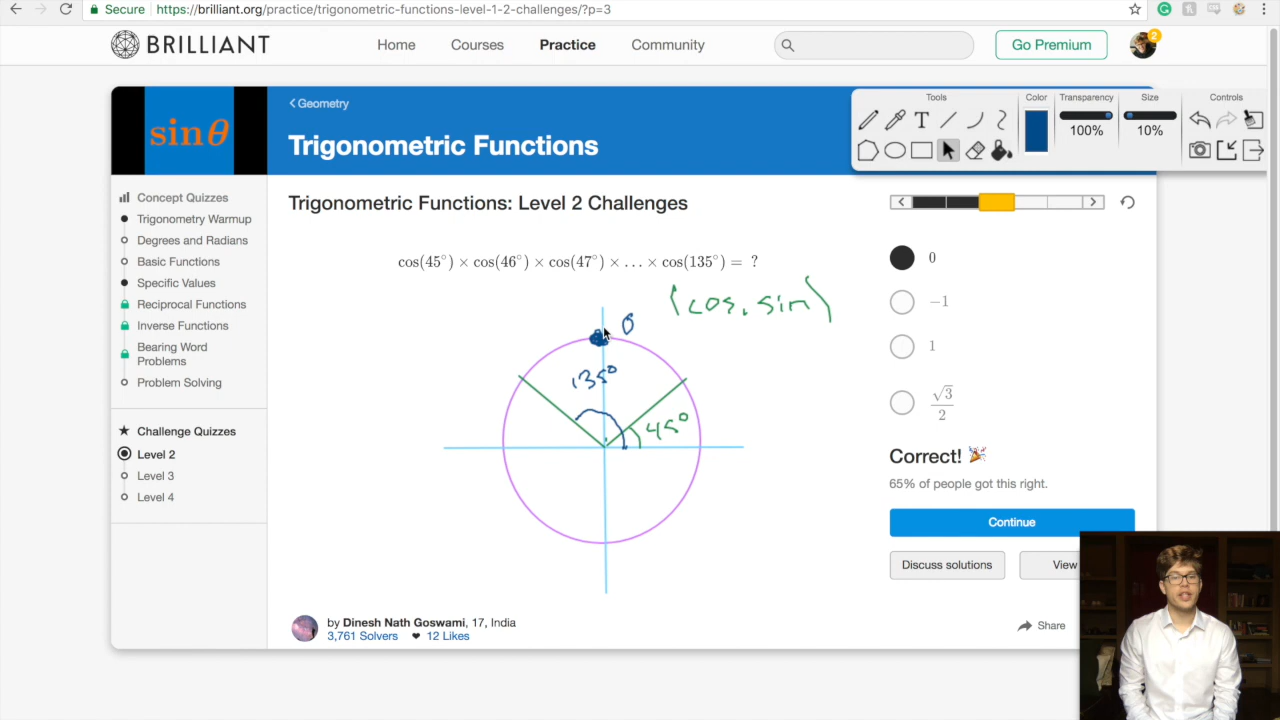 Secure https://brilliant.org/practice/trigonometric-functions-level-1-2-challenges/?p=3
BRILLIANT Home Courses Practice Community Go Premium 2
Tools Color Transparency Size Controls
100% 10%
sin θ
Geometry
Trigonometric Functions
Concept Quizzes
Trigonometry Warmup
Degrees and Radians
Basic Functions
Specific Values
Reciprocal Functions
Inverse Functions
Bearing Word
Problems
Problem Solving
Challenge Quizzes
Level 2
Level 3
Level 4
Trigonometric Functions: Level 2 Challenges
cos(45°) × cos(46°) × cos(47°) × … × cos(135°) = ?
(cos, sin)
0
135°
45°
0
−1
1
√3/2
Correct!
65% of people got this right.
Continue
Discuss solutions View
by Dinesh Nath Goswami, 17, India
3,761 Solvers 12 Likes
Share